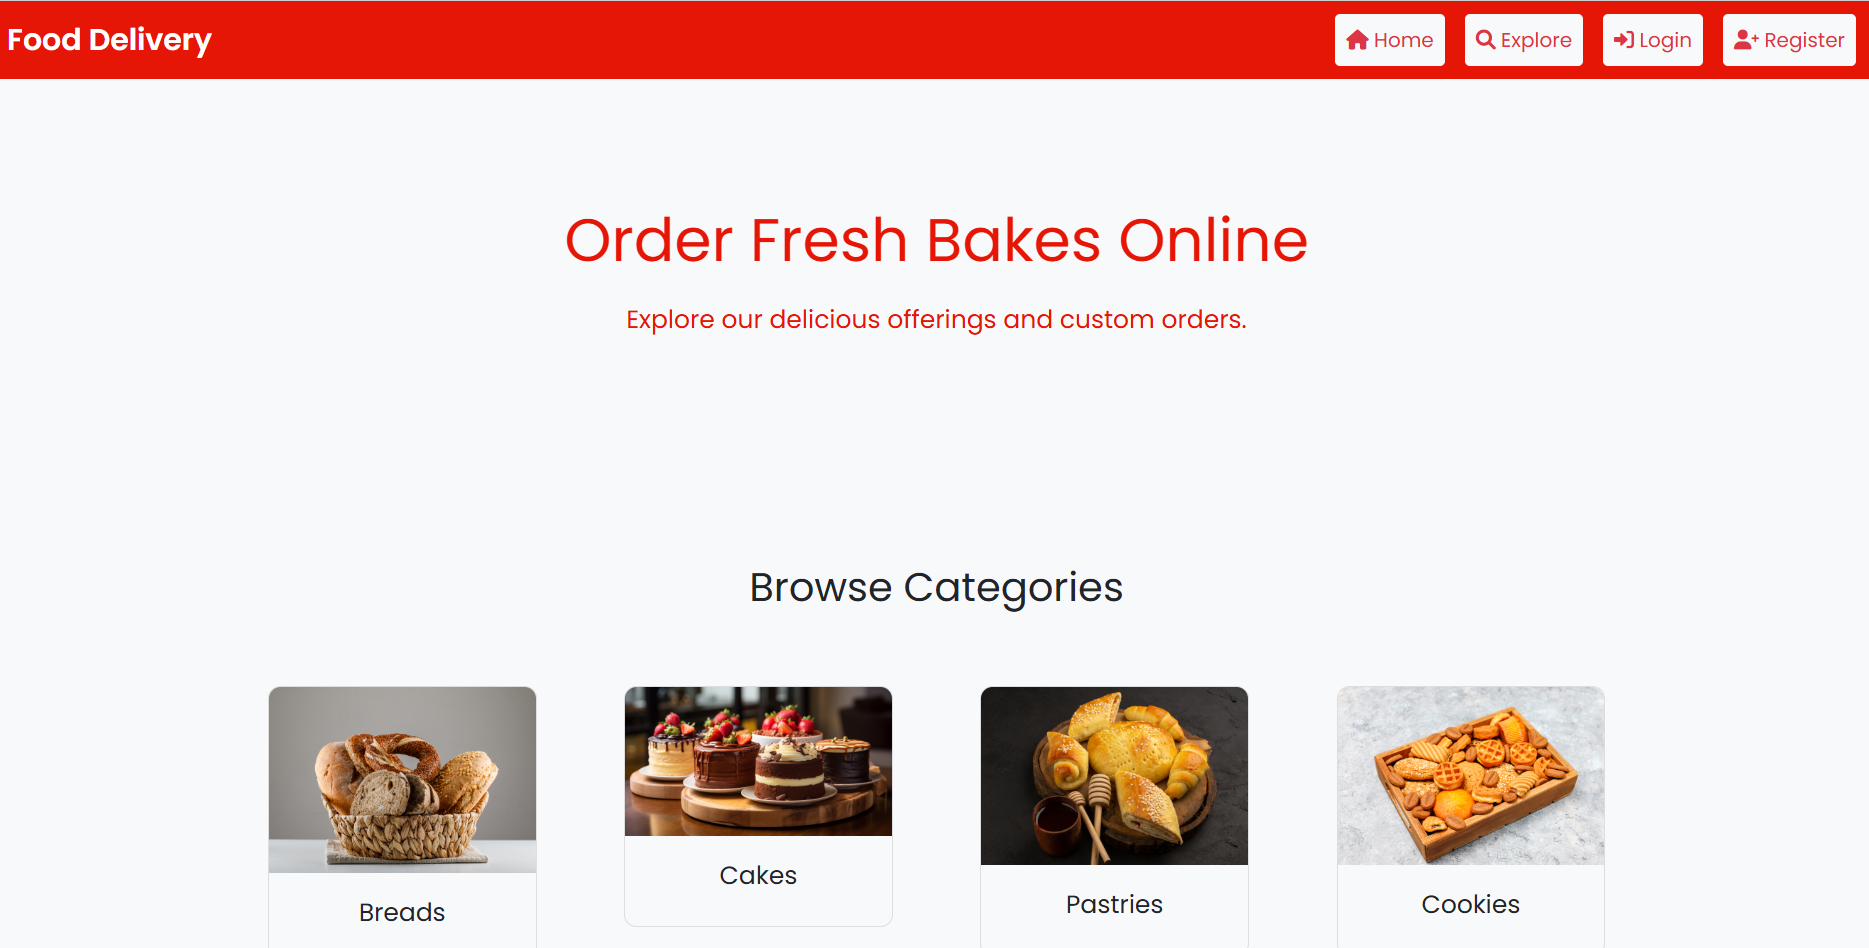 Food Delivery
Home
Explore
Login
Register
Order Fresh Bakes Online
Explore our delicious offerings and custom orders.
Browse Categories
Breads
Cakes
Pastries
Cookies